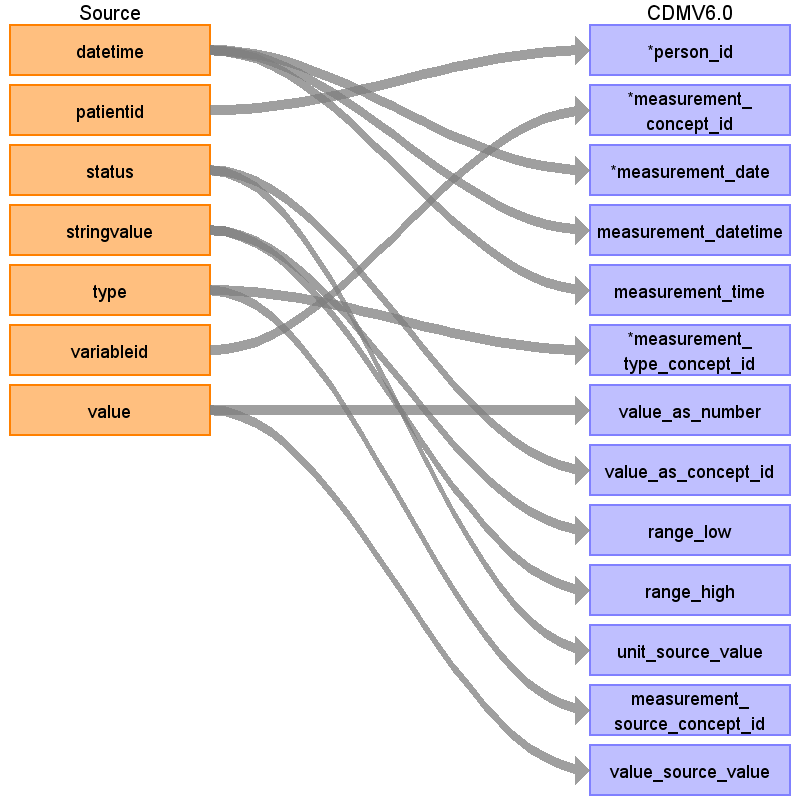 Source
CDMV6.0
datetime
*person_id
patientid
*measurement_
concept_id
status
*measurement_date
stringvalue
measurement_datetime
type
measurement_time
variableid
*measurement_
type_concept_id
value
value_as_number
value_as_concept_id
range_low
range_high
unit_source_value
measurement_
source_concept_id
value_source_value